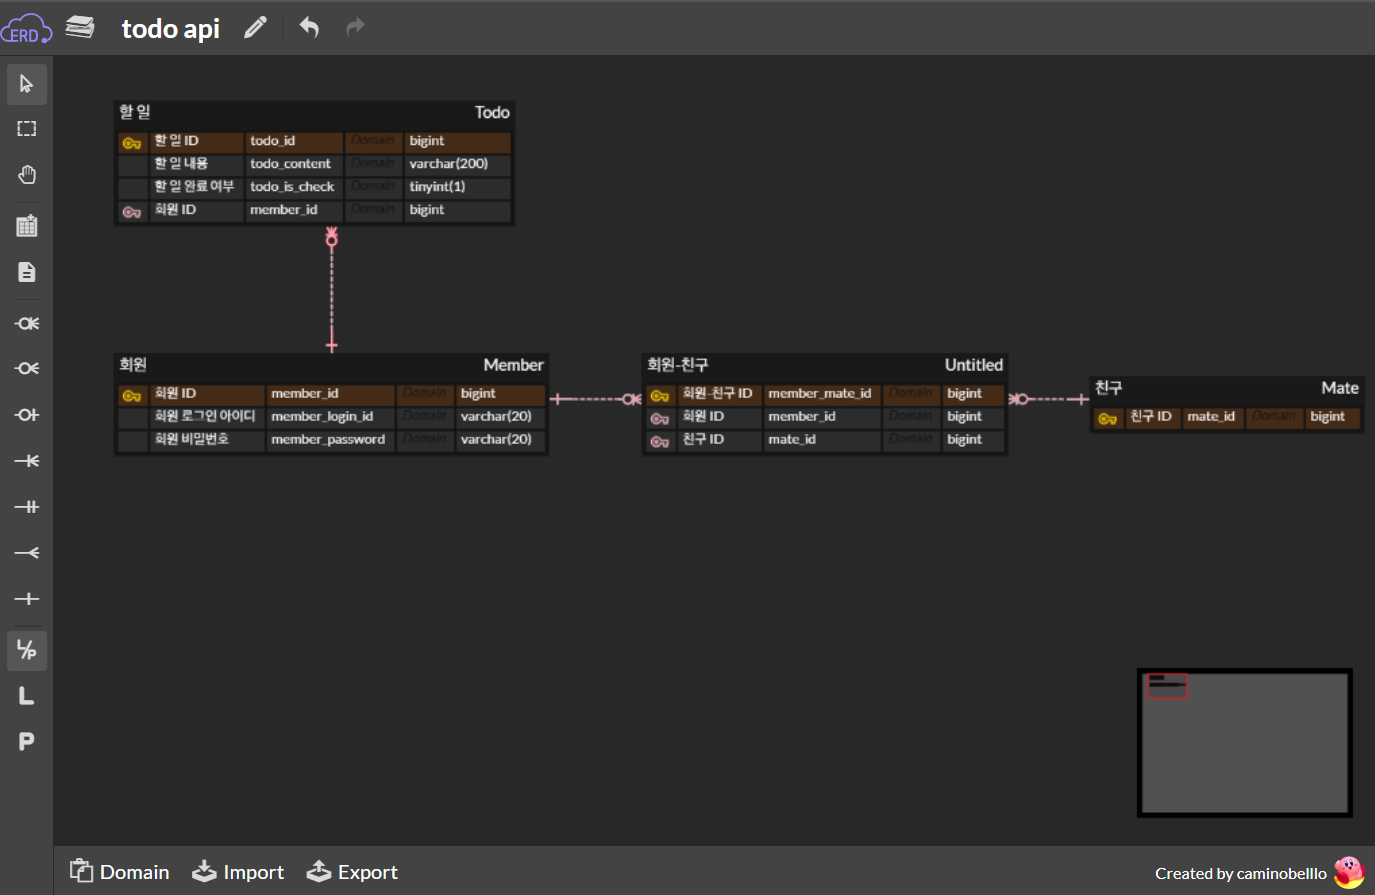 ERD
todo api
할 일 Todo
할 일 ID todo_id Domain bigint
할 일 내용 todo_content Domain varchar(200)
할 일 완료 여부 todo_is_check Domain tinyint(1)
회원 ID member_id Domain bigint
회원 Member
회원 ID member_id Domain bigint
회원 로그인 아이디 member_login_id Domain varchar(20)
회원 비밀번호 member_password Domain varchar(20)
회원-친구 Untitled
회원-친구 ID member_mate_id Domain bigint
회원 ID member_id Domain bigint
친구 ID mate_id Domain bigint
친구 Mate
친구 ID mate_id Domain bigint
L/P
L
P
Domain Import Export
Created by caminobelllo